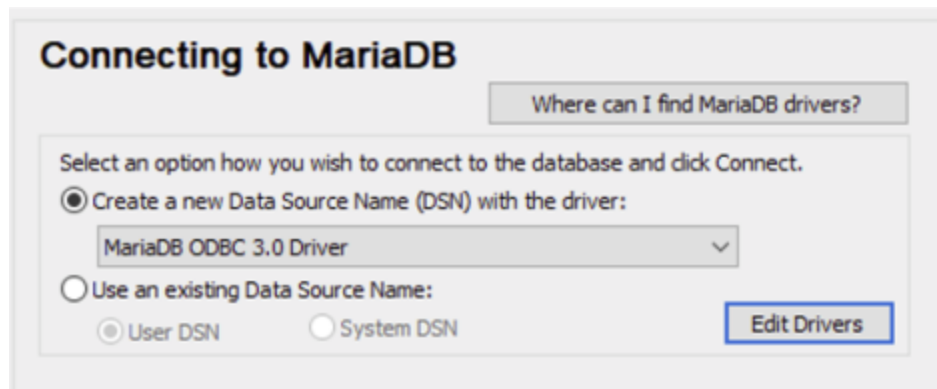 Connecting to MariaDB
Where can I find MariaDB drivers?
Select an option how you wish to connect to the database and click Connect.
Create a new Data Source Name (DSN) with the driver:
MariaDB ODBC 3.0 Driver
Use an existing Data Source Name:
User DSN System DSN
Edit Drivers